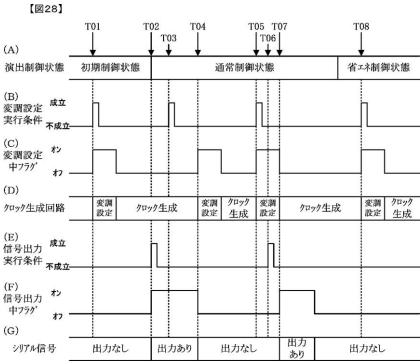 【図28】
T01 T02 T03 T04 T05 T06 T07 T08
(A)
演出制御状態 初期制御状態 通常制御状態 省エネ制御状態
(B)
変調設定 成立
実行条件 不成立
(C)
変調設定 オン
中フラグ オフ
(D)
クロック生成回路 変調設定 クロック生成 変調設定 クロック生成 変調設定 クロック生成 変調設定 クロック生成
(E)
信号出力 成立
実行条件 不成立
(F)
信号出力 オン
中フラグ オフ
(G)
シリアル信号 出力なし 出力あり 出力なし 出力あり 出力なし